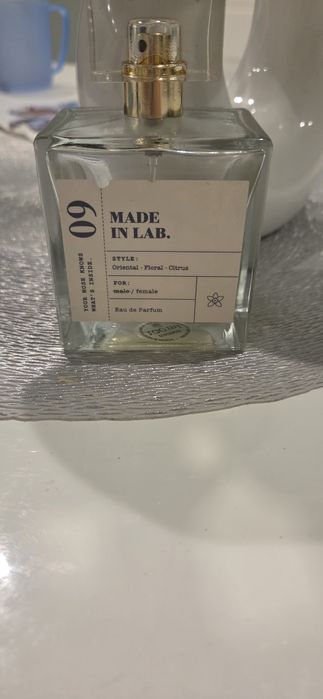 09
YOUR NOSE KNOWS
WHAT'S INSIDE.
MADE
IN LAB.
STYLE:
Oriental · Floral · Citrus
FOR:
male / female
Eau de Parfum